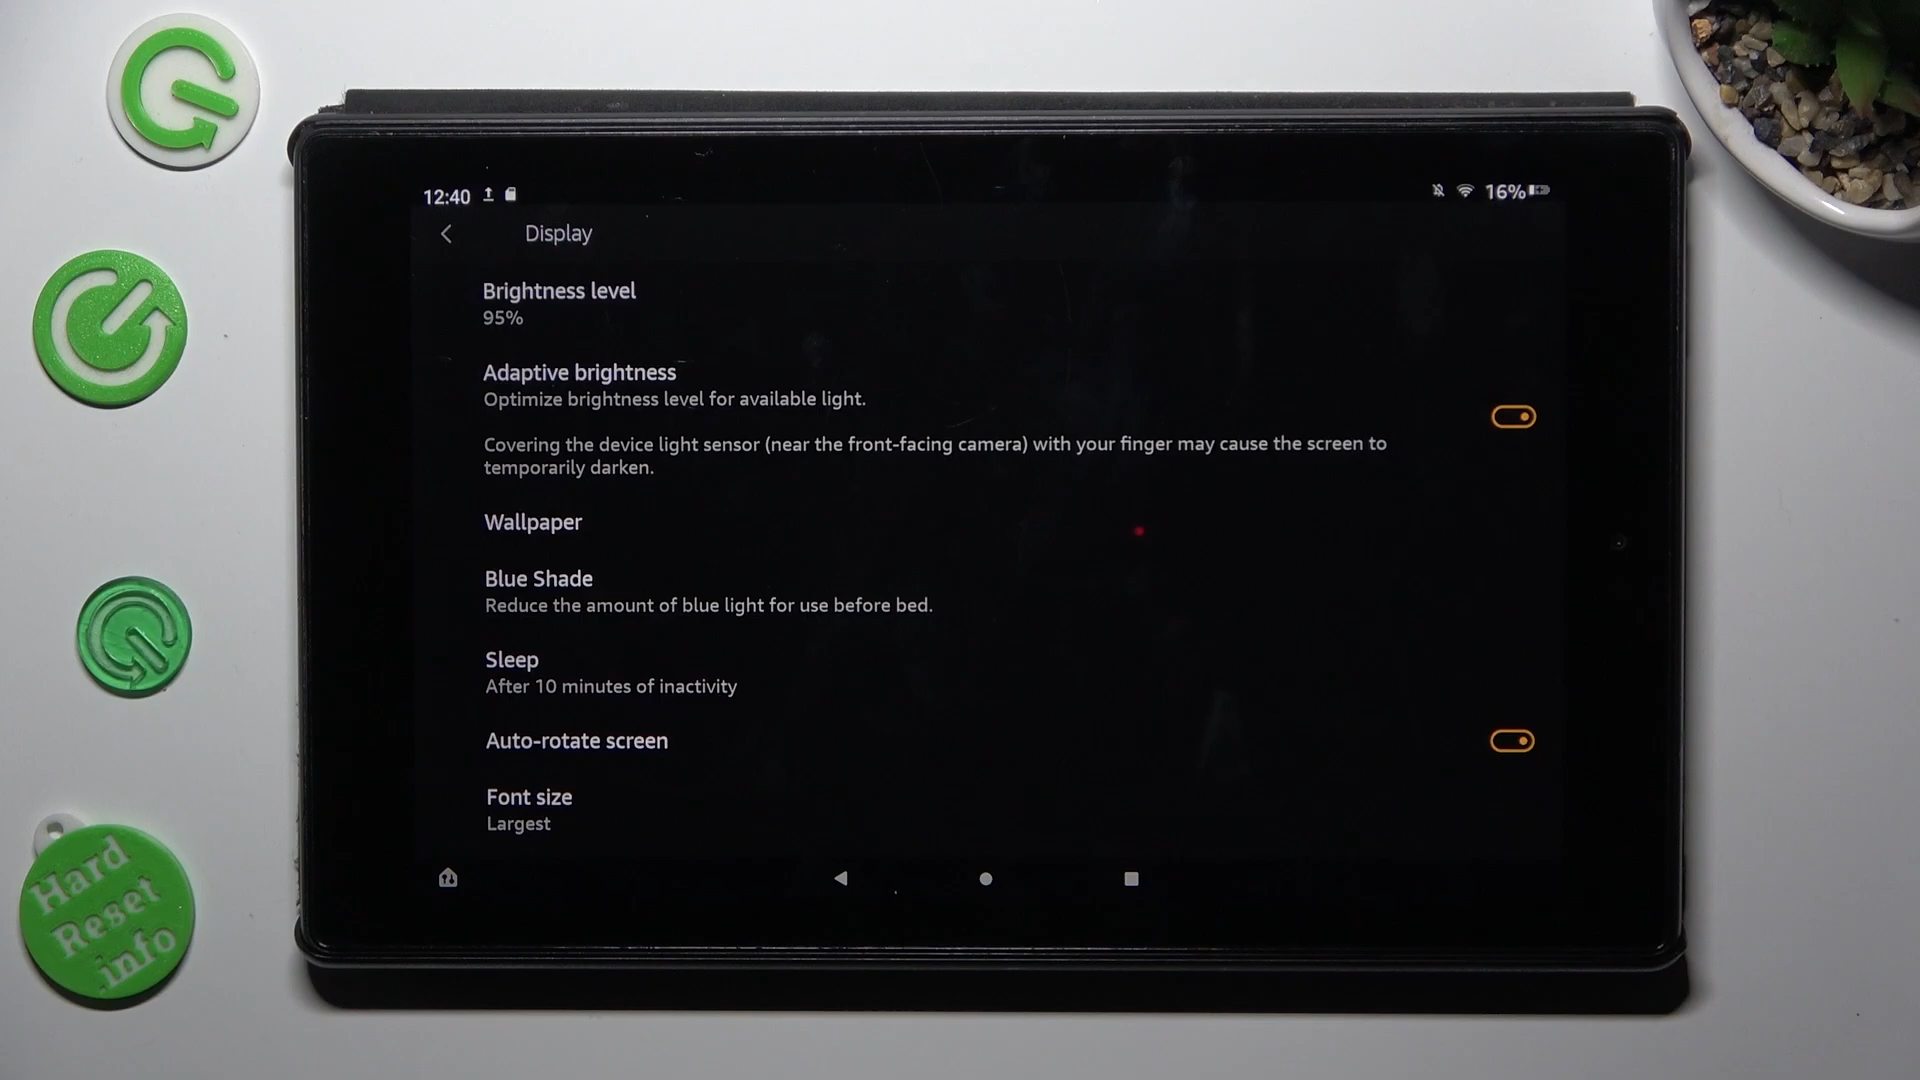 12:40
16%
Display
Brightness level
95%
Adaptive brightness
Optimize brightness level for available light.
Covering the device light sensor (near the front-facing camera) with your finger may cause the screen to
temporarily darken.
Wallpaper
Blue Shade
Reduce the amount of blue light for use before bed.
Sleep
After 10 minutes of inactivity
Auto-rotate screen
Font size
Largest
Hard
Reset
.info